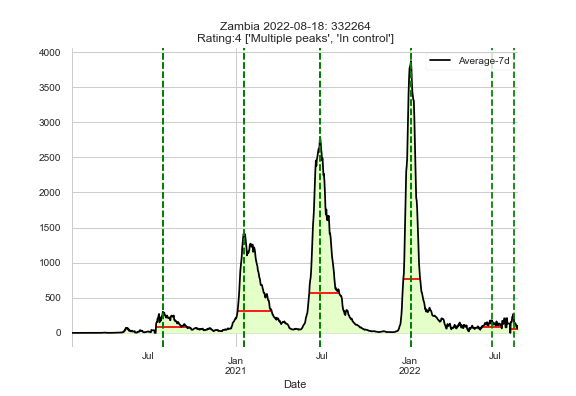 Zambia 2022-08-18: 332264
Rating:4 ['Multiple peaks', 'In control']
Average-7d
4000
3500
3000
2500
2000
1500
1000
500
0
Jul
Jan
2021
Jul
Jan
2022
Jul
Date